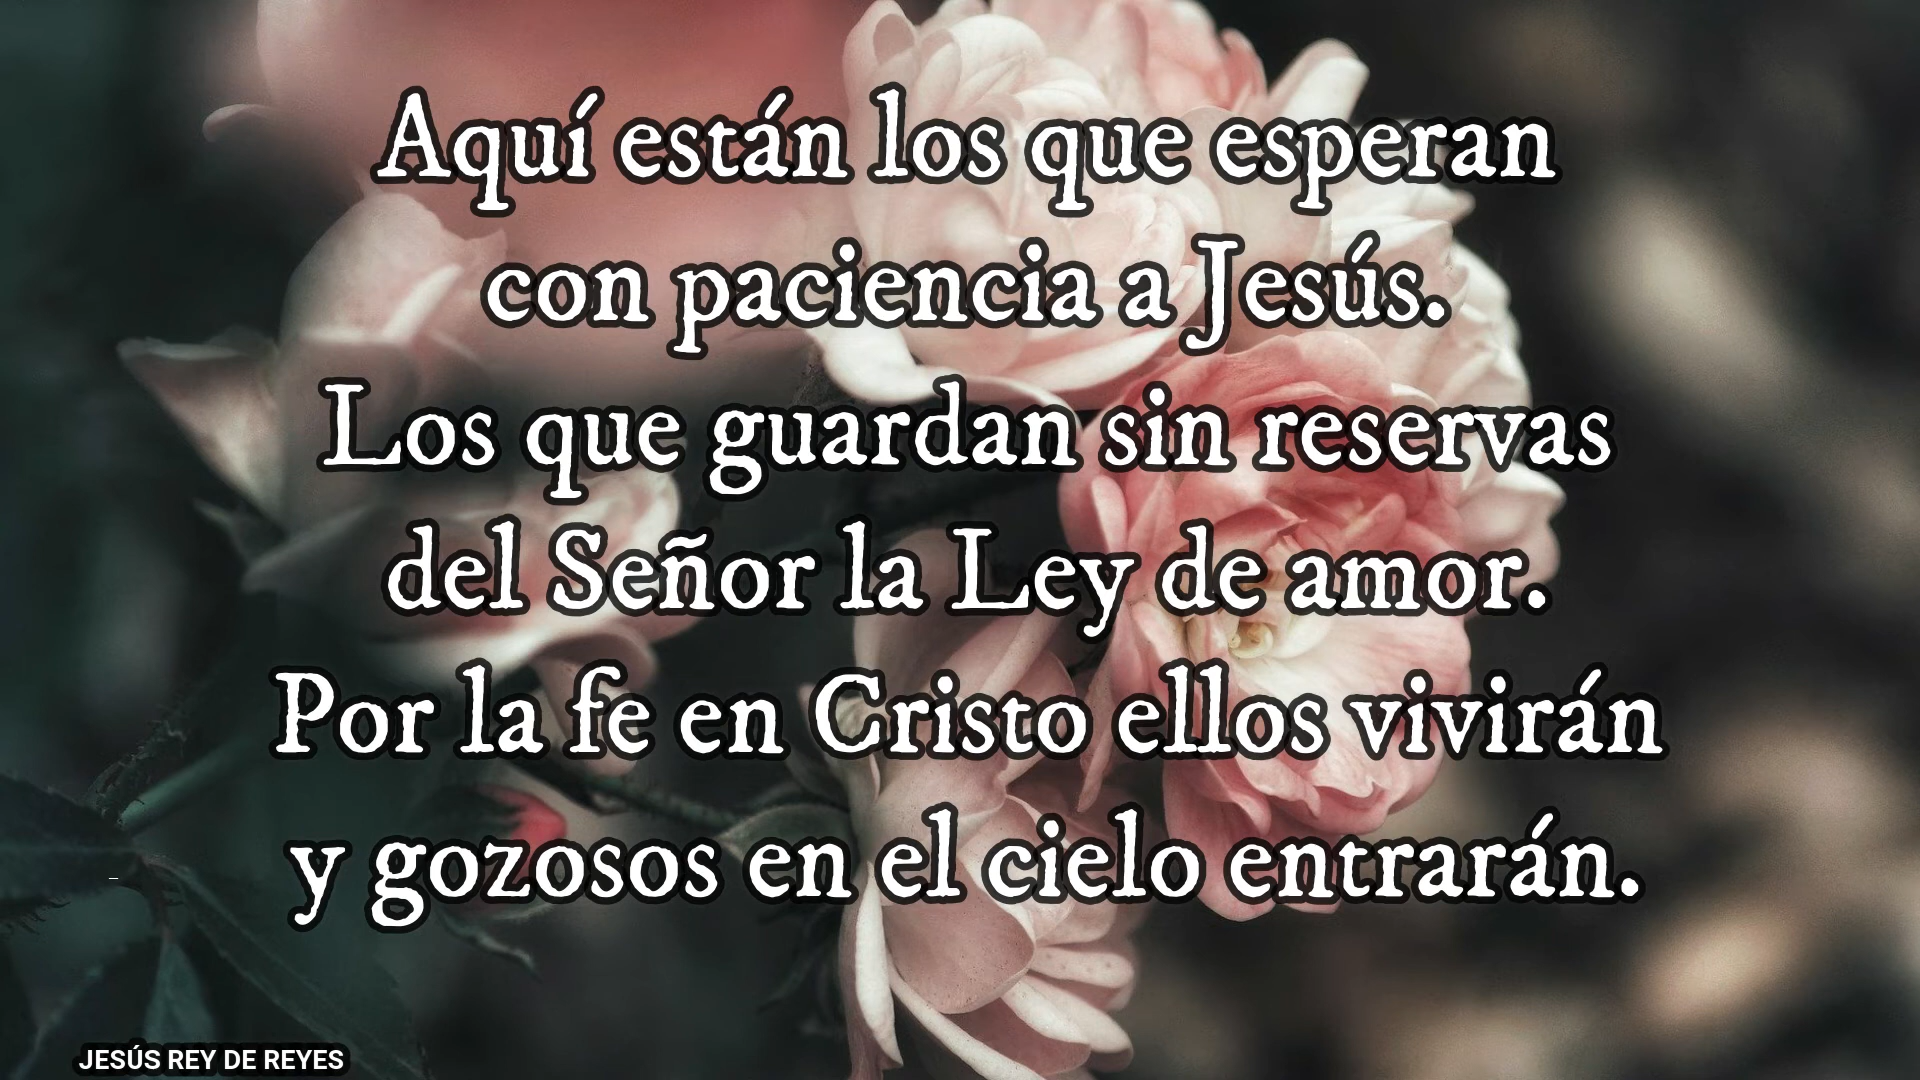 Aquí están los que esperan
con paciencia a Jesús.
Los que guardan sin reservas
del Señor la Ley de amor.
Por la fe en Cristo ellos vivirán
y gozosos en el cielo entrarán.
JESÚS REY DE REYES